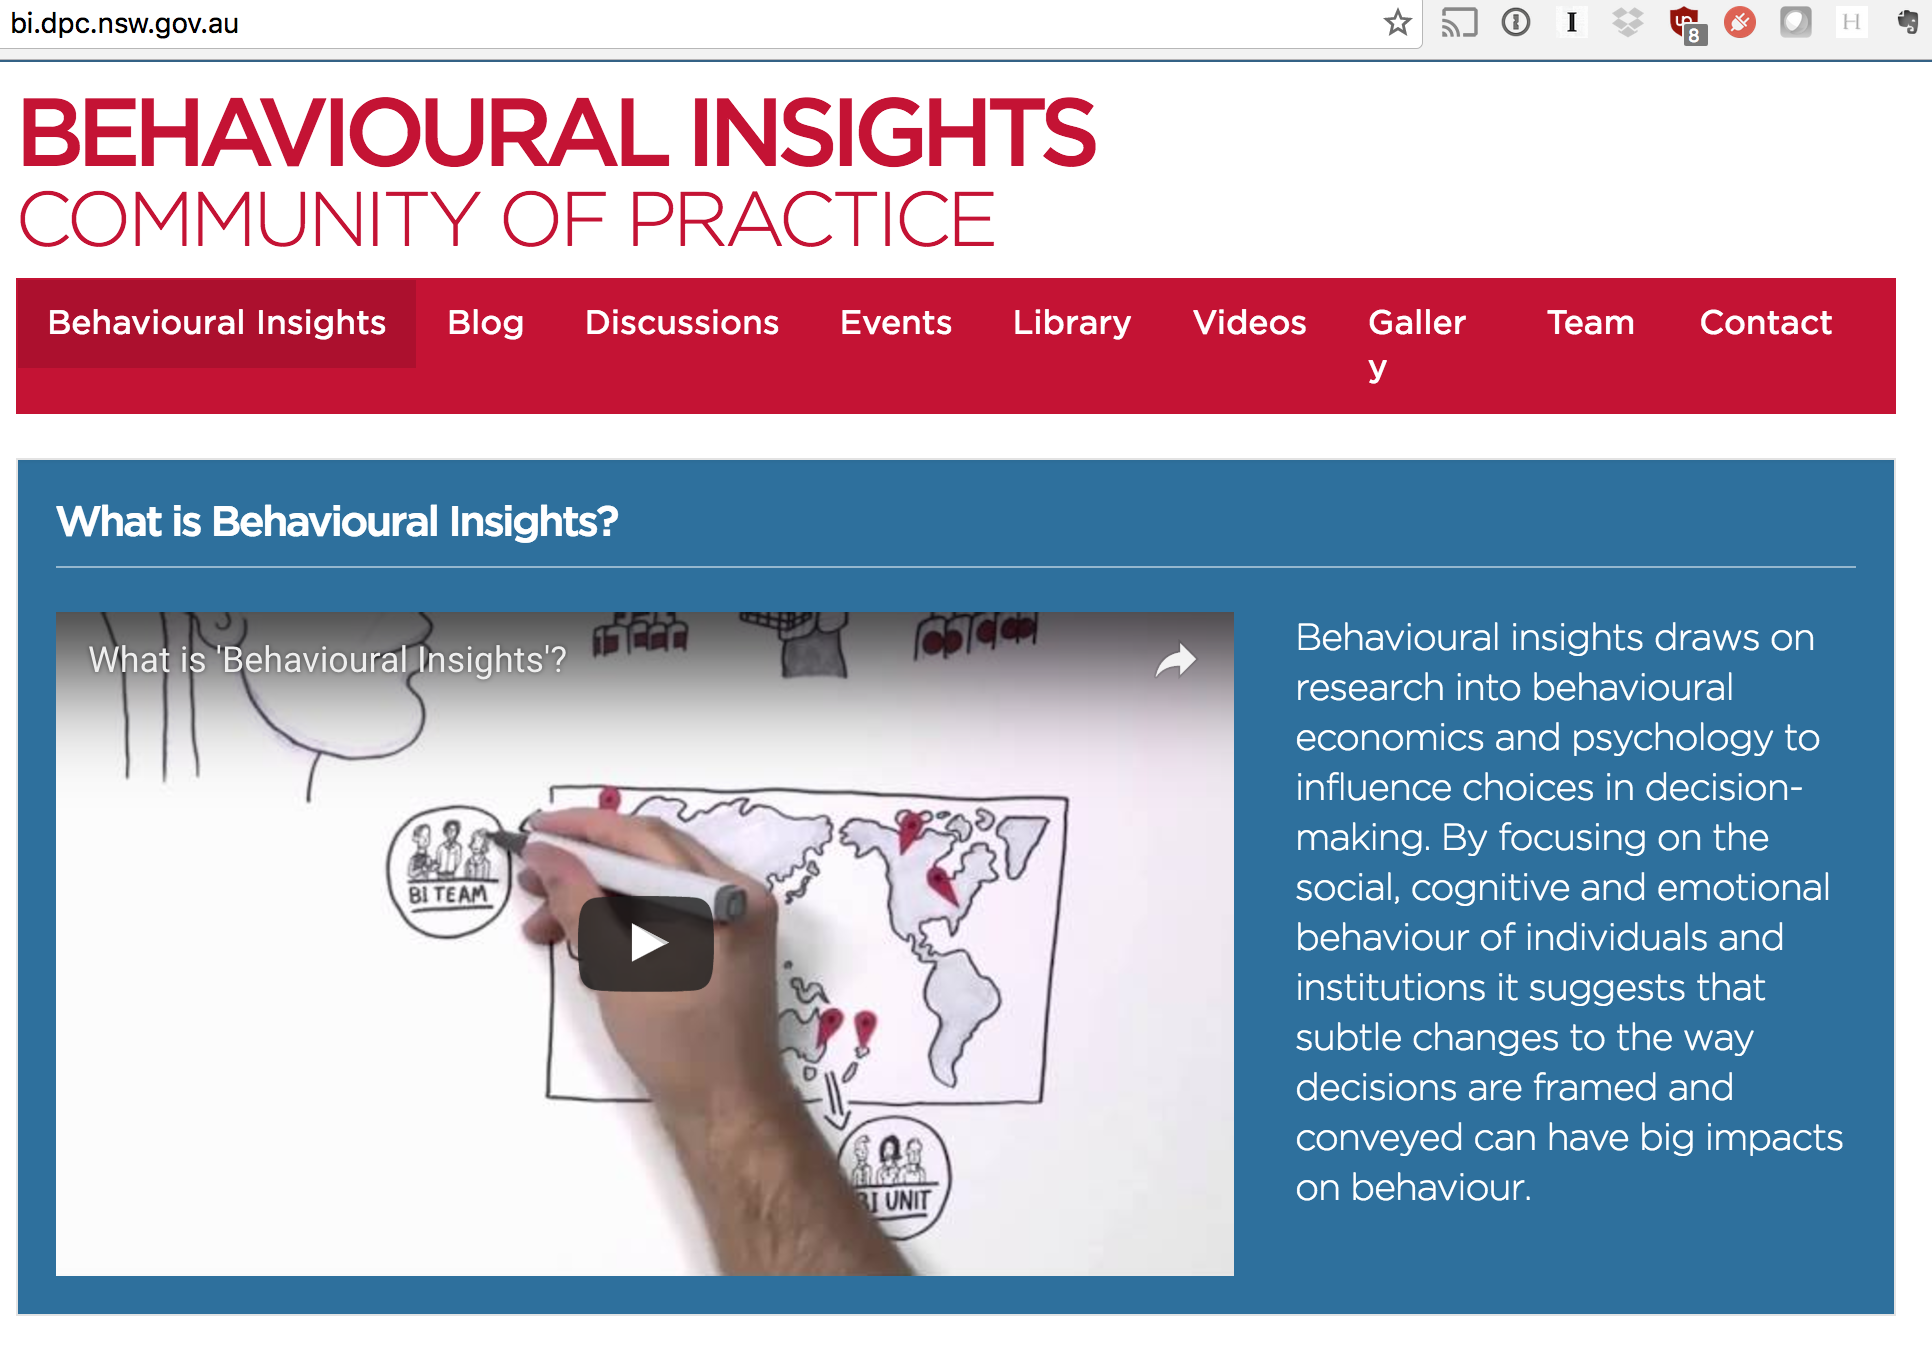 bi.dpc.nsw.gov.au
8
BEHAVIOURAL INSIGHTS
COMMUNITY OF PRACTICE
Behavioural Insights Blog Discussions Events Library Videos Galler Team Contact
y
What is Behavioural Insights?
What is 'Behavioural Insights'?
BI TEAM
BI UNIT
Behavioural insights draws on
research into behavioural
economics and psychology to
influence choices in decision-
making. By focusing on the
social, cognitive and emotional
behaviour of individuals and
institutions it suggests that
subtle changes to the way
decisions are framed and
conveyed can have big impacts
on behaviour.